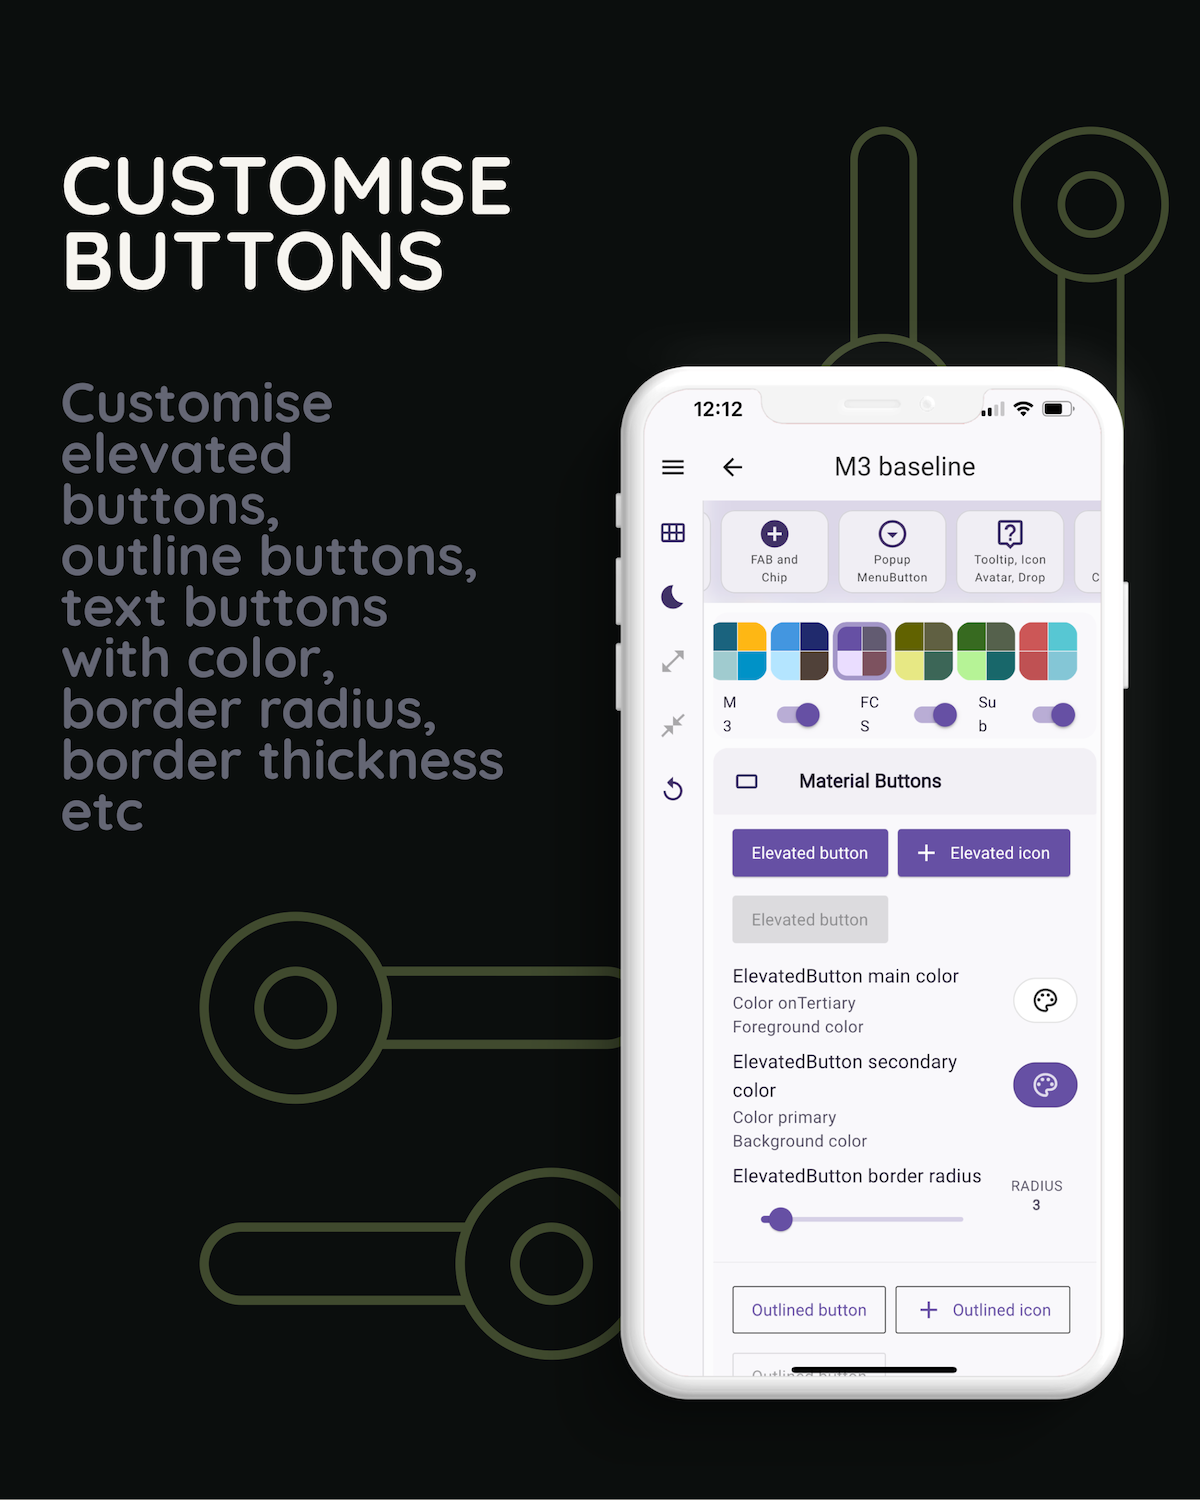 CUSTOMISE
BUTTONS
Customise
elevated
buttons,
outline buttons,
text buttons
with color,
border radius,
border thickness
etc
12:12
M3 baseline
FAB and
Chip
Popup
MenuButton
Tooltip, Icon
Avatar, Drop
C
M
3
FC
S
Su
b
Material Buttons
Elevated button
Elevated icon
Elevated button
ElevatedButton main color
Color onTertiary
Foreground color
ElevatedButton secondary
color
Color primary
Background color
ElevatedButton border radius
RADIUS
3
Outlined button
Outlined icon
Outlined button